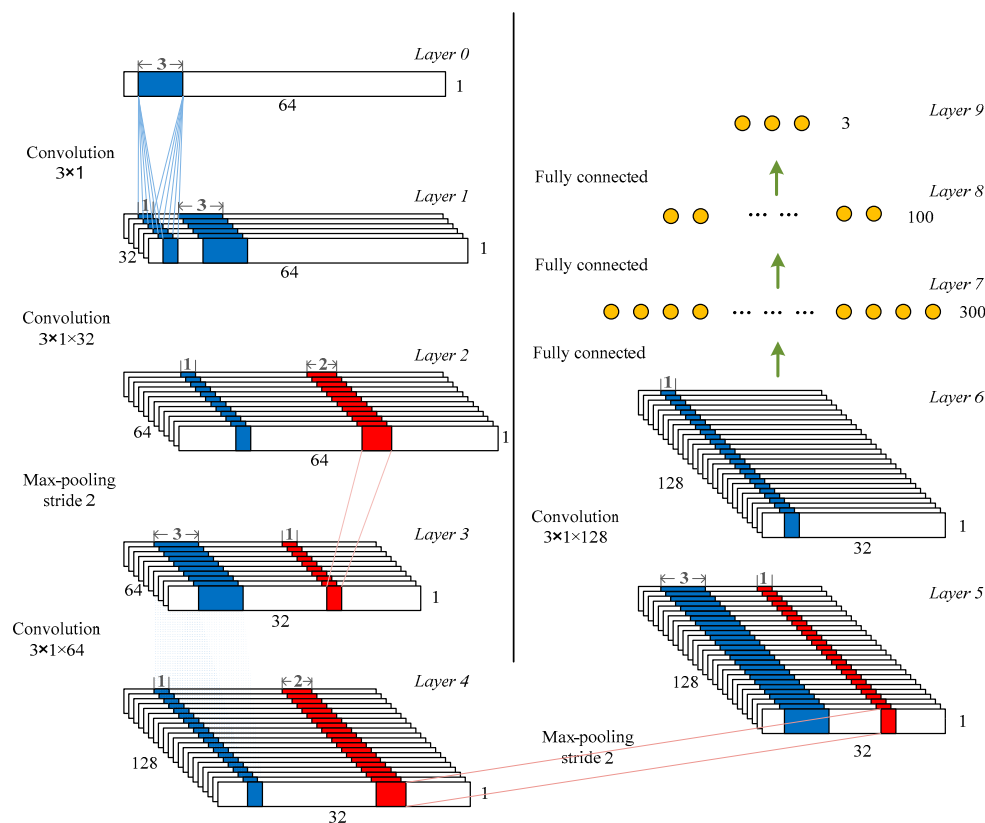 Layer 0
3
1
64
Convolution
3×1
Layer 1
1
3
32
1
64
Convolution
3×1×32
Layer 2
1
2
64
1
64
Max-pooling
stride 2
Layer 3
3
1
64
1
32
Convolution
3×1×64
Layer 4
1
2
128
1
32
Layer 9
3
Fully connected
Layer 8
... ...
100
Fully connected
Layer 7
... ... ...
300
Fully connected
Layer 6
1
128
Convolution
3×1×128
1
32
Layer 5
3
1
128
1
32
Max-pooling
stride 2